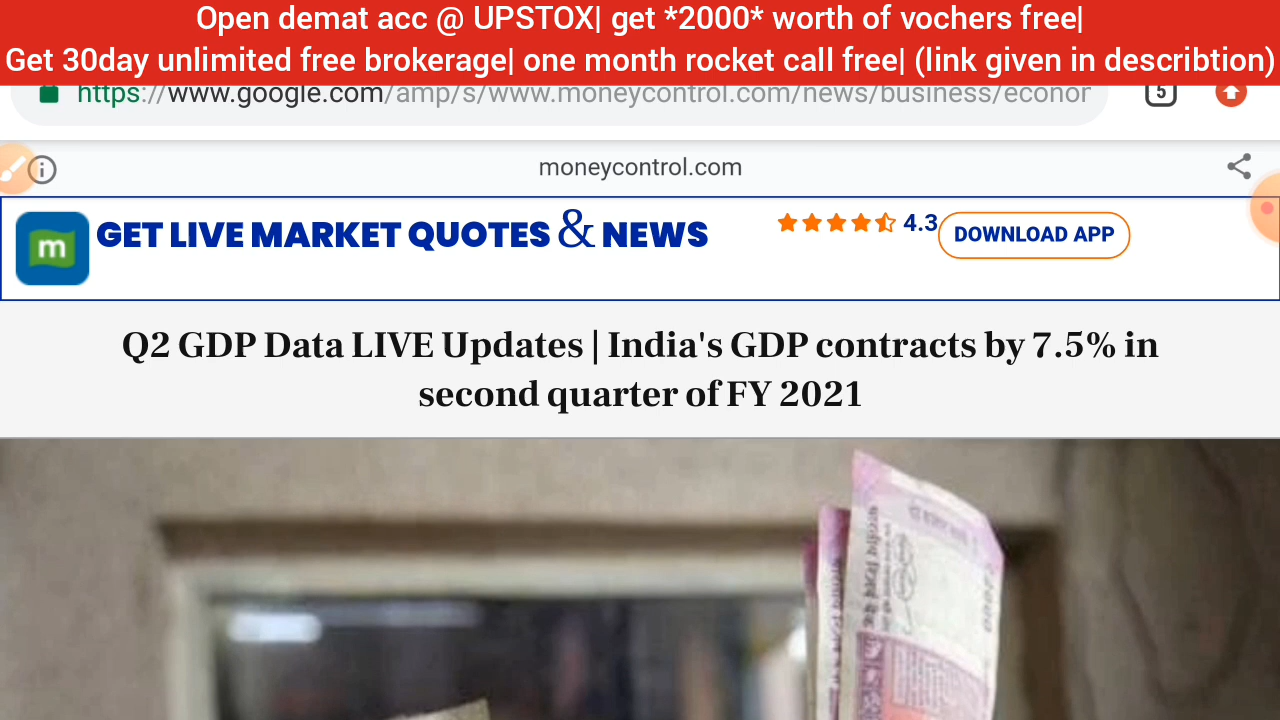 Open demat acc @ UPSTOX| get *2000* worth of vochers free|
Get 30day unlimited free brokerage| one month rocket call free| (link given in describtion)
https://www.google.com/amp/s/www.moneycontrol.com/news/business/econor
5
moneycontrol.com
m GET LIVE MARKET QUOTES & NEWS 4.3 DOWNLOAD APP
Q2 GDP Data LIVE Updates | India's GDP contracts by 7.5% in
second quarter of FY 2021